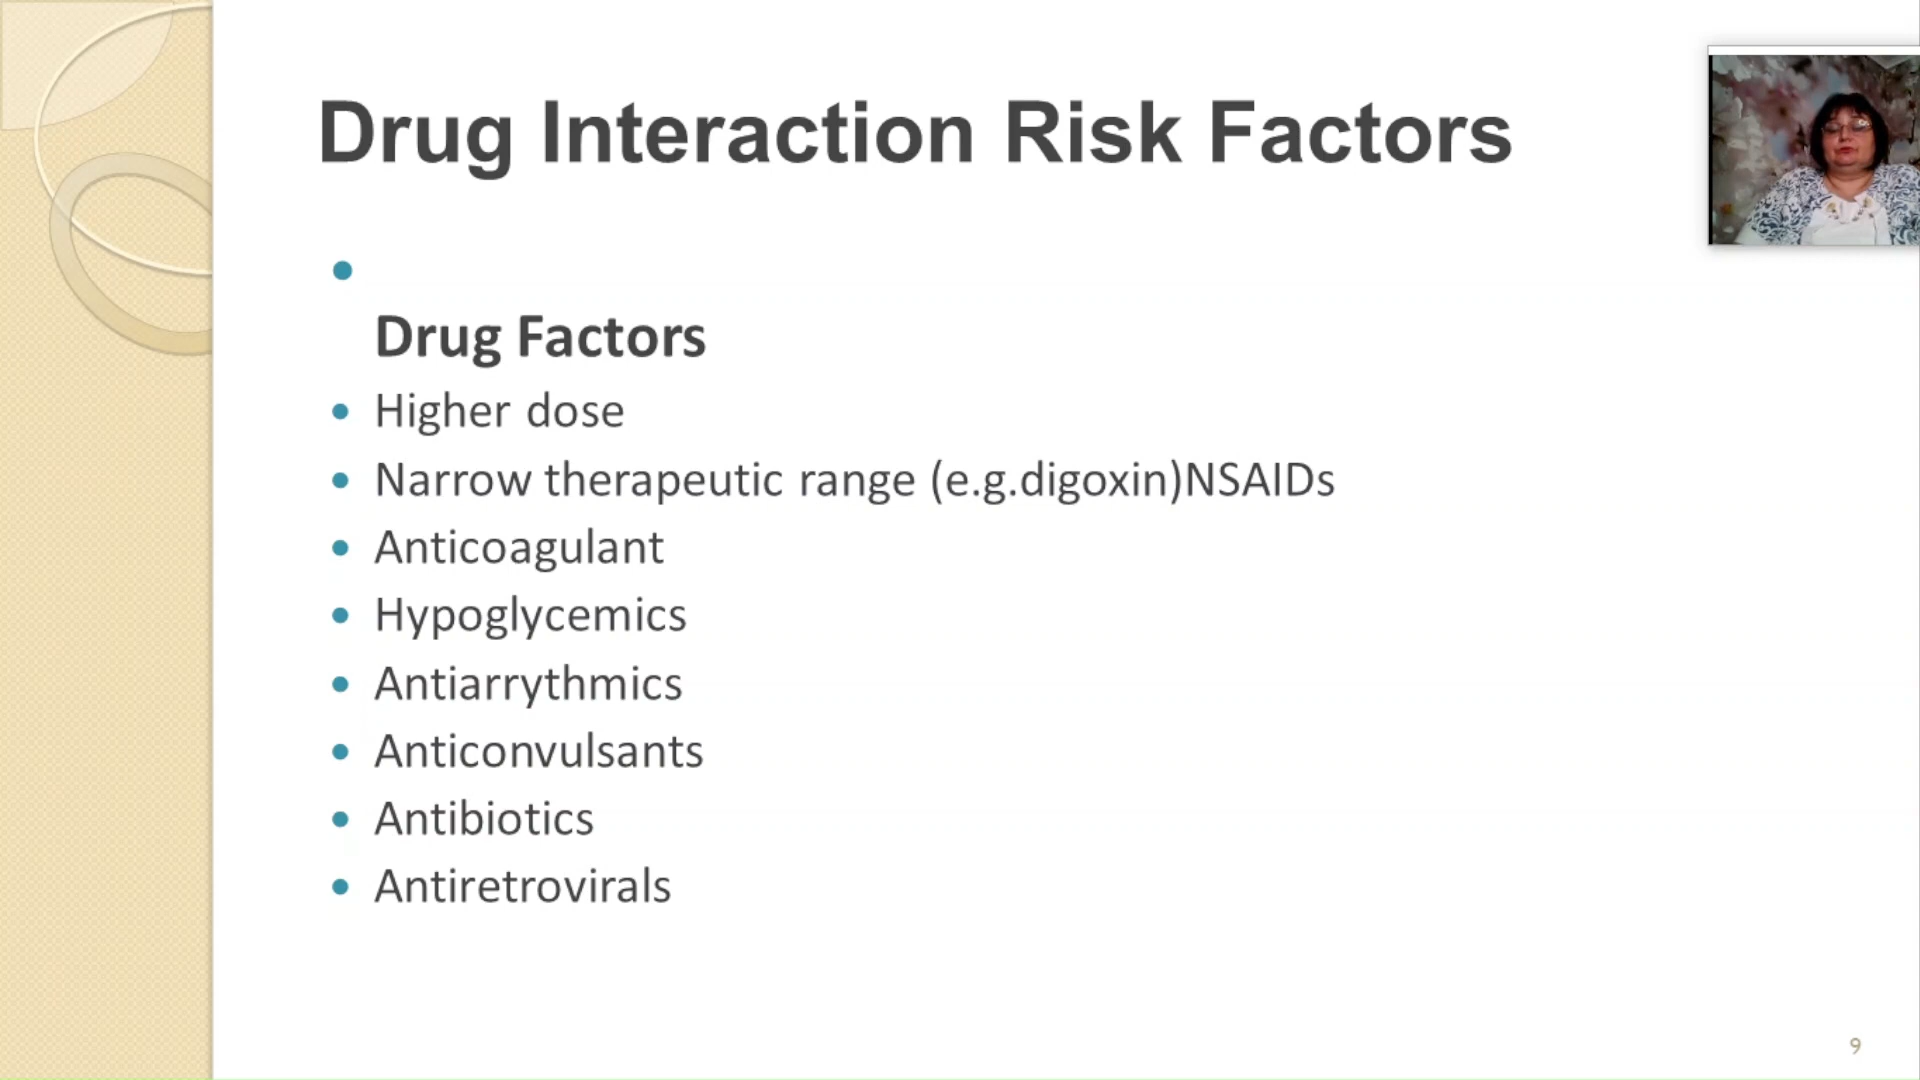 Drug Interaction Risk Factors
Drug Factors
Higher dose
Narrow therapeutic range (e.g.digoxin)NSAIDs
Anticoagulant
Hypoglycemics
Antiarrythmics
Anticonvulsants
Antibiotics
Antiretrovirals
9